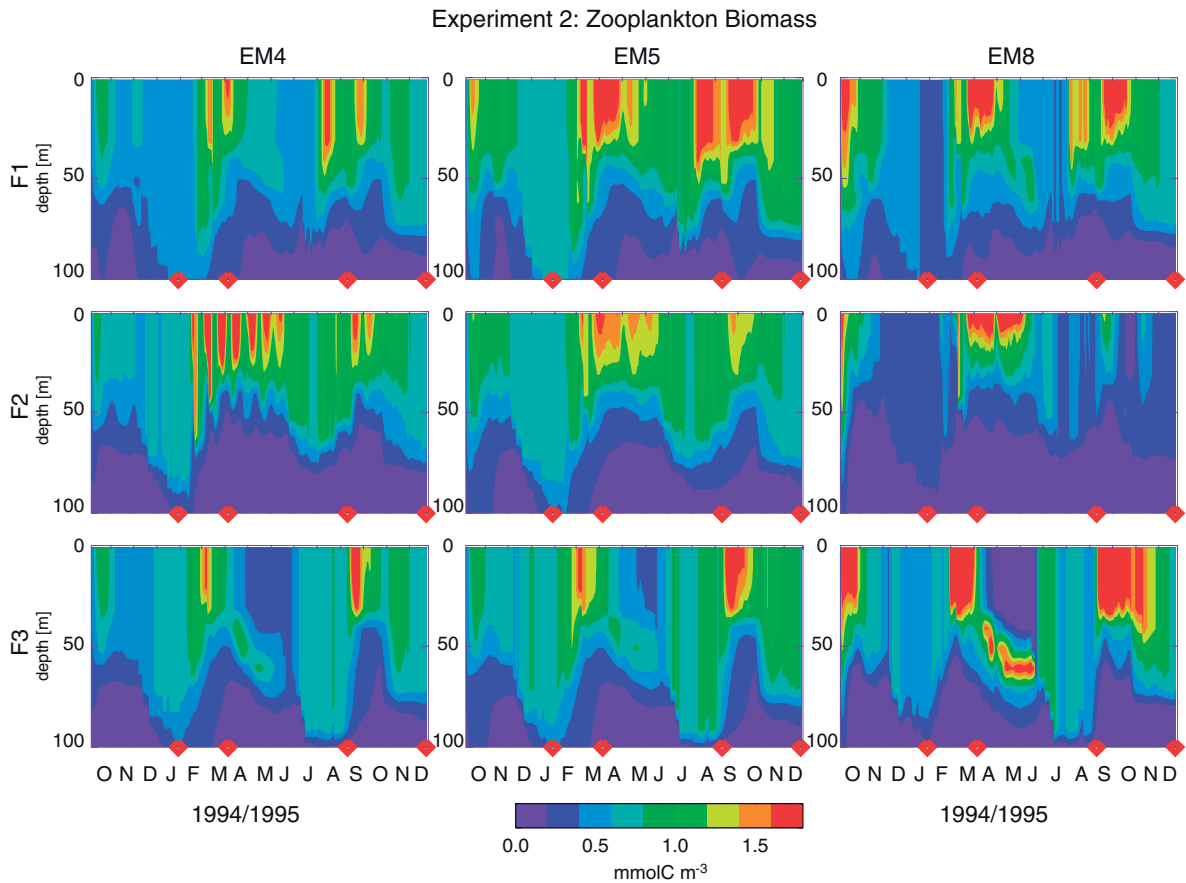 Experiment 2: Zooplankton Biomass
EM4 EM5 EM8
F1
depth [m]
0 50 100
0 50 100
0 50 100
F2
depth [m]
0 50 100
0 50 100
0 50 100
F3
depth [m]
0 50 100
0 50 100
0 50 100
O N D J F M A M J J A S O N D
O N D J F M A M J J A S O N D
O N D J F M A M J J A S O N D
1994/1995
1994/1995
0.0 0.5 1.0 1.5
mmolC m⁻³